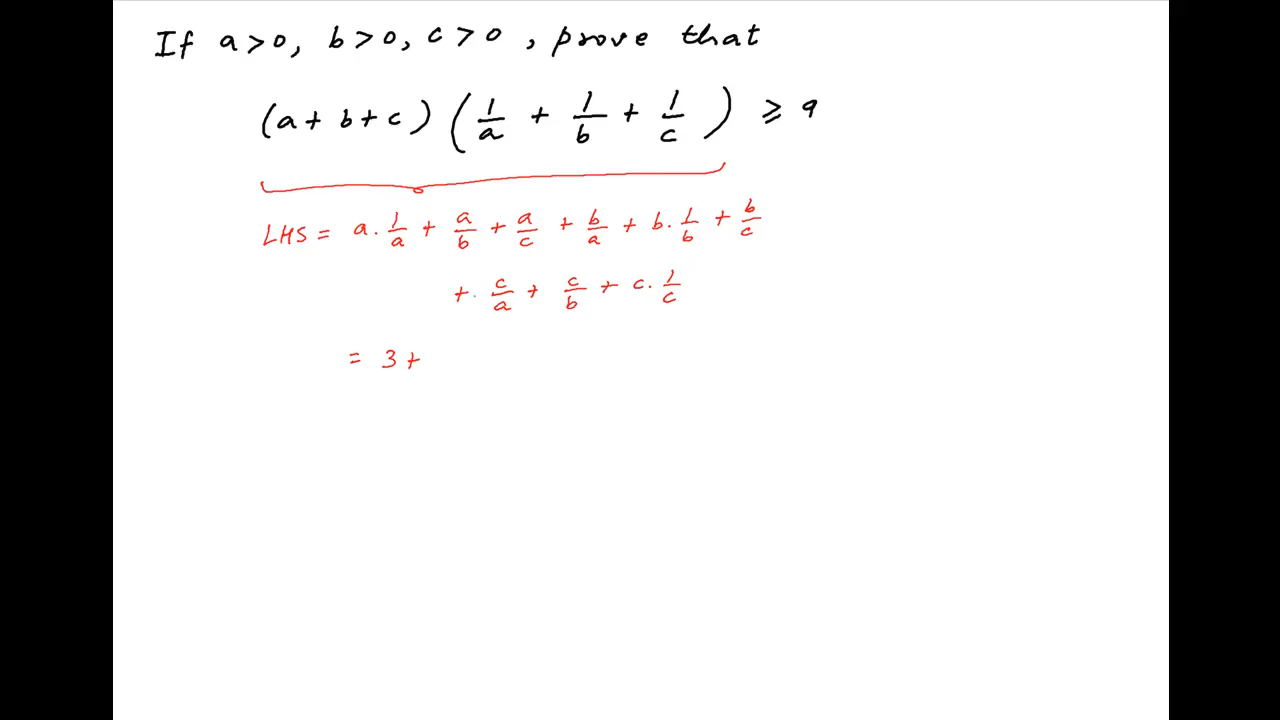 If a > 0, b > 0, c > 0, prove that
(a + b + c) (1/a + 1/b + 1/c) ⩾ 9
LHS = a. 1/a + a/b + a/c + b/a + b. 1/b + b/c
+. c/a + c/b + c. 1/c
= 3 +